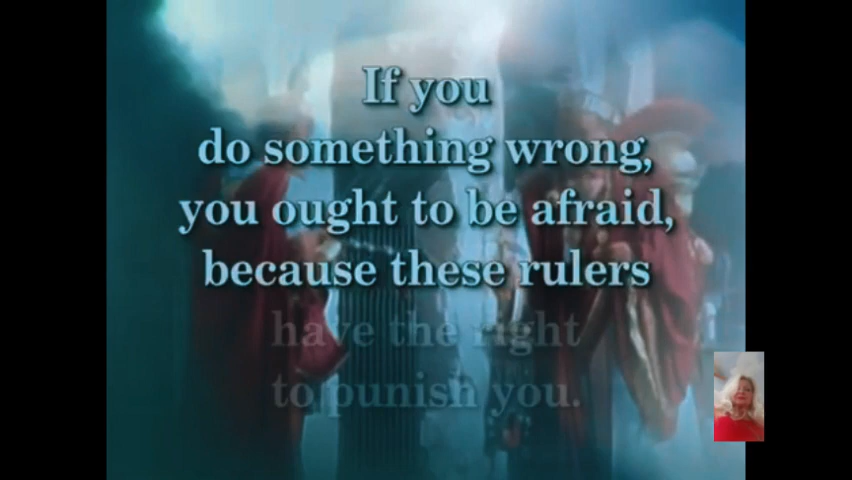 If you
do something wrong,
you ought to be afraid,
because these rulers
have the right
to punish you.